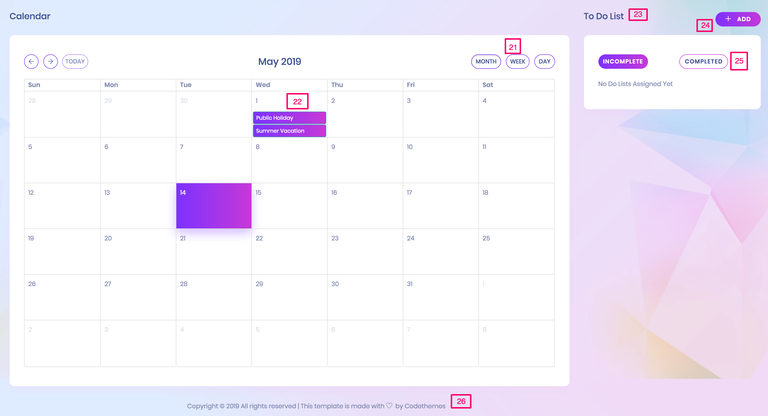 Calendar
To Do List 23
24 + ADD
21
← → TODAY May 2019 MONTH WEEK DAY
INCOMPLETE COMPLETED 25
No Do Lists Assigned Yet
Sun Mon Tue Wed Thu Fri Sat
28 29 30 1 22 2 3 4
Public Holiday
Summer Vacation
5 6 7 8 9 10 11
12 13 14 15 16 17 18
19 20 21 22 23 24 25
26 27 28 29 30 31 1
2 3 4 5 6 7 8
Copyright © 2019 All rights reserved | This template is made with ♡ by Codethemes 26